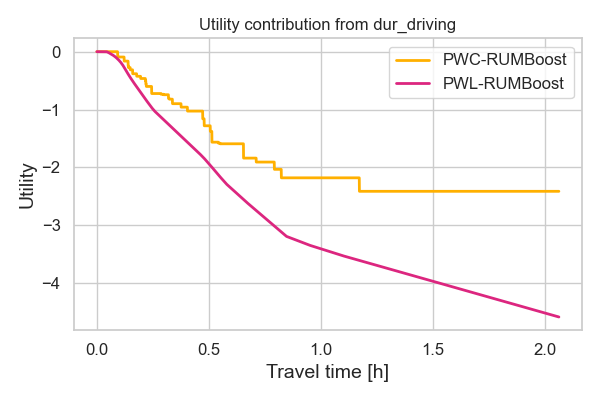 Utility contribution from dur_driving
PWC-RUMBoost
PWL-RUMBoost
Utility
0
−1
−2
−3
−4
0.0 0.5 1.0 1.5 2.0
Travel time [h]